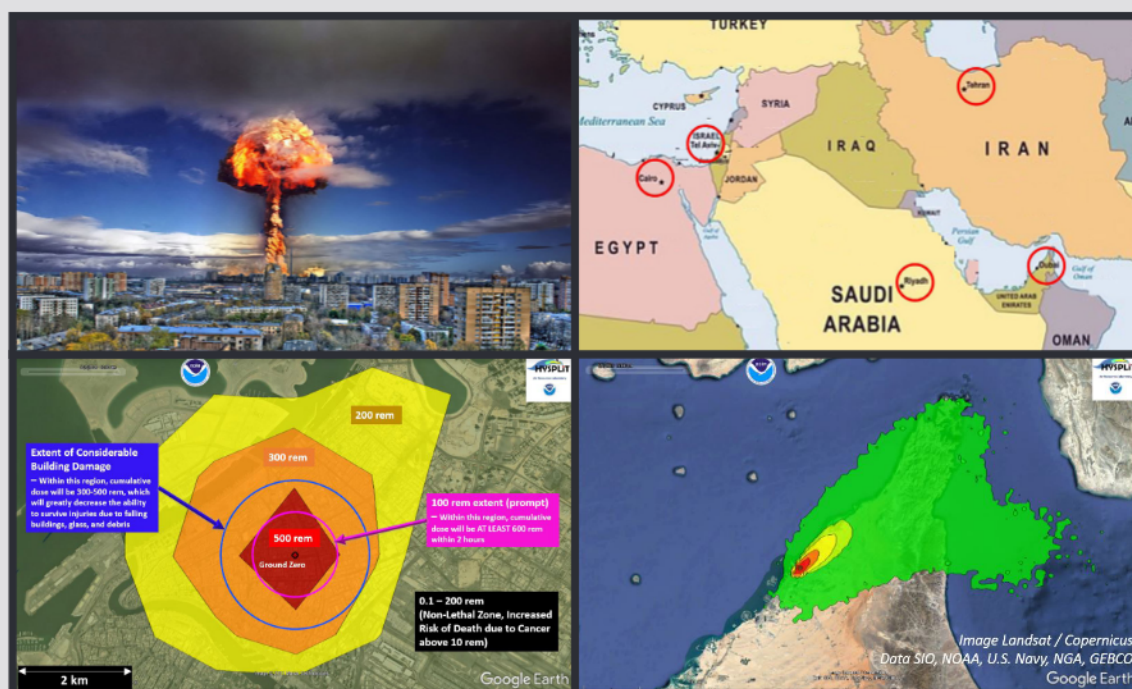 TURKEY
Tehran
CYPRUS
SYRIA
Mediterranean Sea
ISRAEL
Tel Aviv
IRAQ
IRAN
Cairo
JORDAN
KUWAIT
EGYPT
Persian
Gulf
Dubai
Gulf of
Oman
Riyadh
SAUDI
ARABIA
UNITED ARAB
EMIRATES
OMAN
HYSPLIT
200 rem
Extent of Considerable
Building Damage
— Within this region, cumulative
dose will be 300-500 rem, which
will greatly decrease the ability
to survive injuries due to falling
buildings, glass, and debris
300 rem
100 rem extent (prompt)
— Within this region, cumulative
dose will be AT LEAST 600 rem
within 2 hours
500 rem
Ground Zero
0.1 – 200 rem
(Non-Lethal Zone, Increased
Risk of Death due to Cancer
above 10 rem)
2 km
Google Earth
HYSPLIT
Image Landsat / Copernicus
Data SIO, NOAA, U.S. Navy, NGA, GEBCO
Google Earth